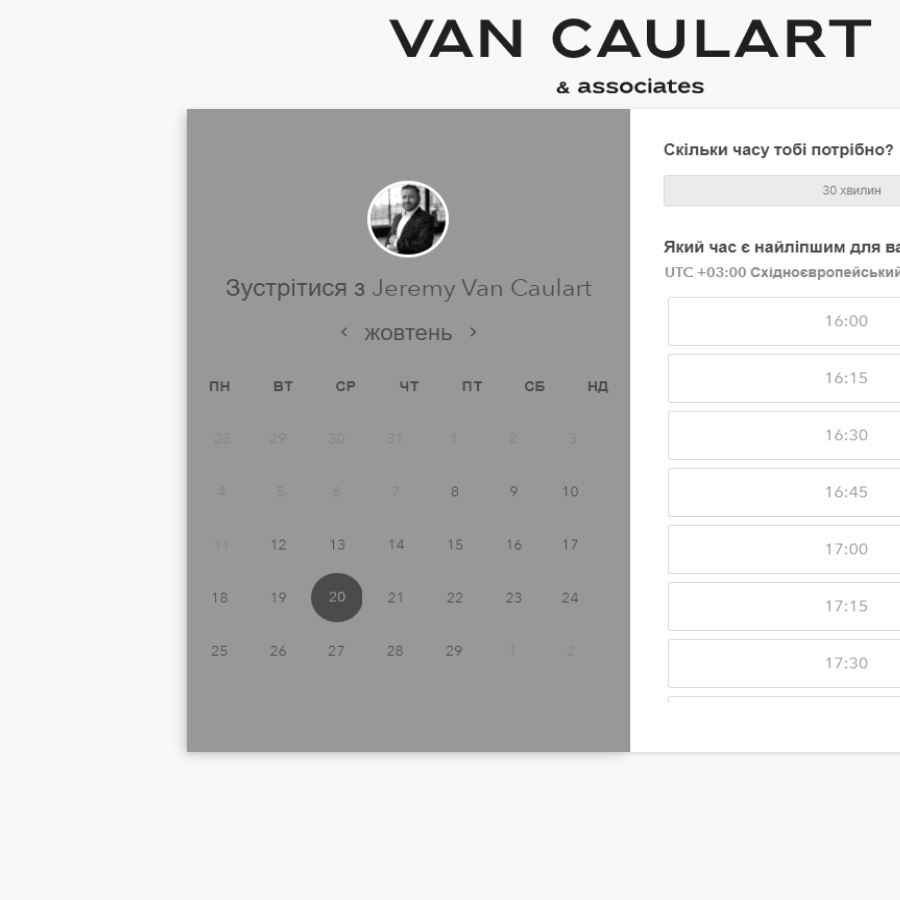 VAN CAULART
& associates
Зустрітися з Jeremy Van Caulart
жовтень
ПН ВТ СР ЧТ ПТ СБ НД
28 29 30 31 1 2 3
4 5 6 7 8 9 10
11 12 13 14 15 16 17
18 19 20 21 22 23 24
25 26 27 28 29 1 2
Скільки часу тобі потрібно?
30 хвилин
Який час є найліпшим для ва
UTC +03:00 Східноєвропейський
16:00
16:15
16:30
16:45
17:00
17:15
17:30